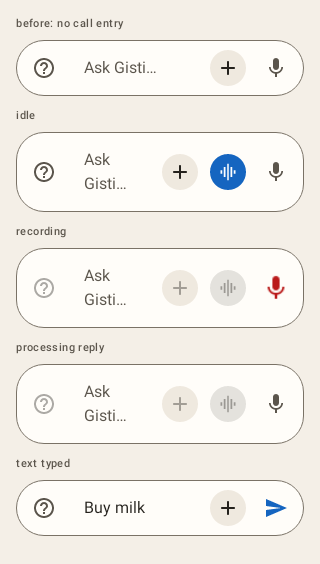 before: no call entry
Ask Gisti...
idle
Ask
Gisti...
recording
Ask
Gisti...
processing reply
Ask
Gisti...
text typed
Buy milk